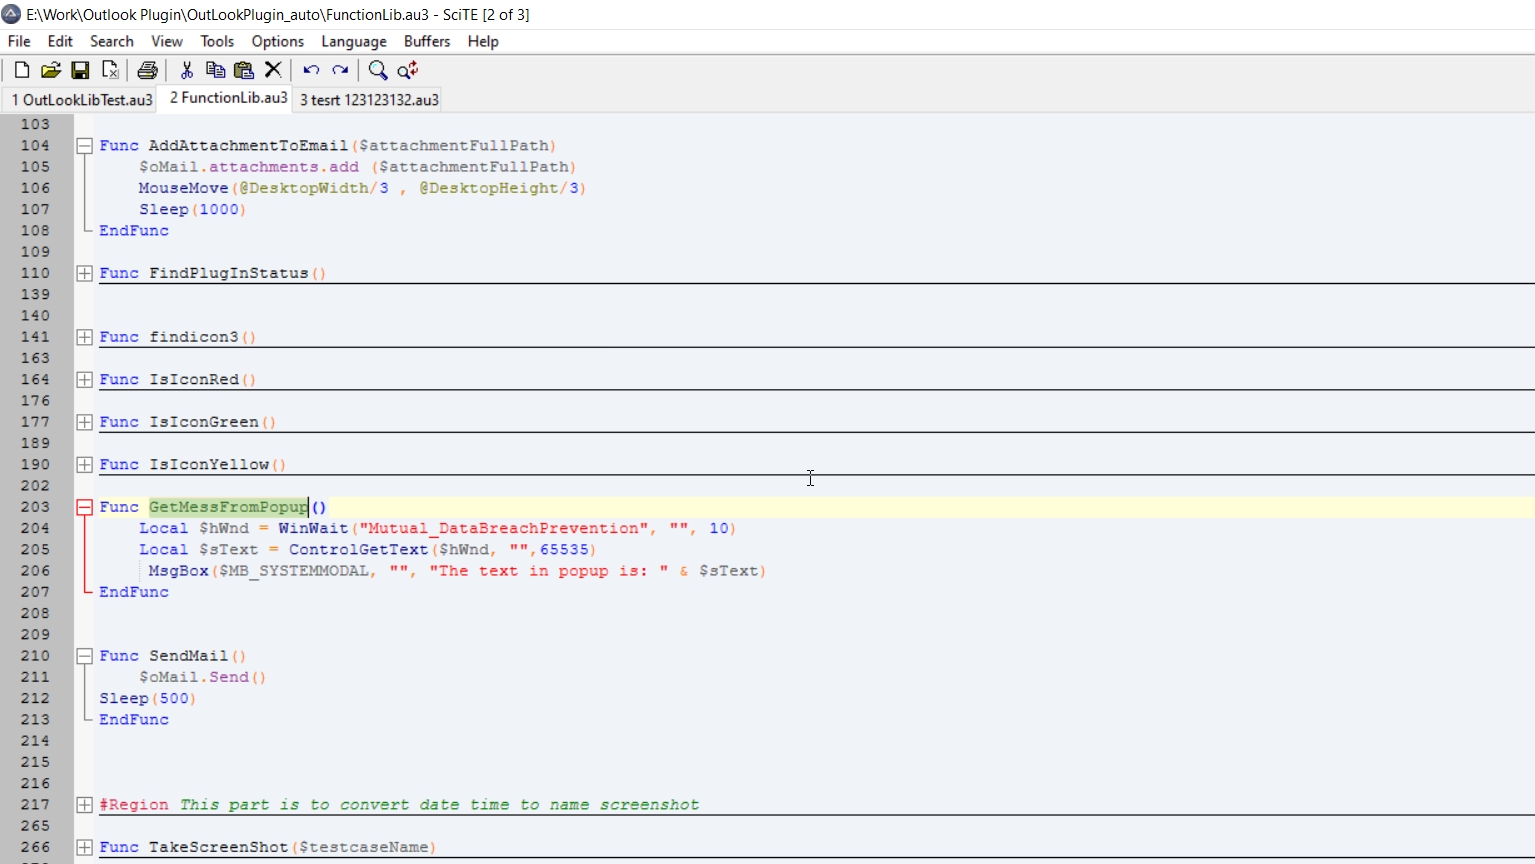 E:\Work\Outlook Plugin\OutLookPlugin_auto\FunctionLib.au3 - SciTE [2 of 3]
File Edit Search View Tools Options Language Buffers Help
1 OutLookLibTest.au3 2 FunctionLib.au3 3 tesrt 123123132.au3
103
104 Func AddAttachmentToEmail($attachmentFullPath)
105 $oMail.attachments.add ($attachmentFullPath)
106 MouseMove(@DesktopWidth/3 , @DesktopHeight/3)
107 Sleep(1000)
108 EndFunc
109
110 Func FindPlugInStatus()
139
140
141 Func findicon3()
163
164 Func IsIconRed()
176
177 Func IsIconGreen()
189
190 Func IsIconYellow()
202
203 Func GetMessFromPopup()
204 Local $hWnd = WinWait("Mutual_DataBreachPrevention", "", 10)
205 Local $sText = ControlGetText($hWnd, "",65535)
206 MsgBox($MB_SYSTEMMODAL, "", "The text in popup is: " & $sText)
207 EndFunc
208
209
210 Func SendMail()
211 $oMail.Send()
212 Sleep(500)
213 EndFunc
214
215
216
217 #Region This part is to convert date time to name screenshot
265
266 Func TakeScreenShot($testcaseName)